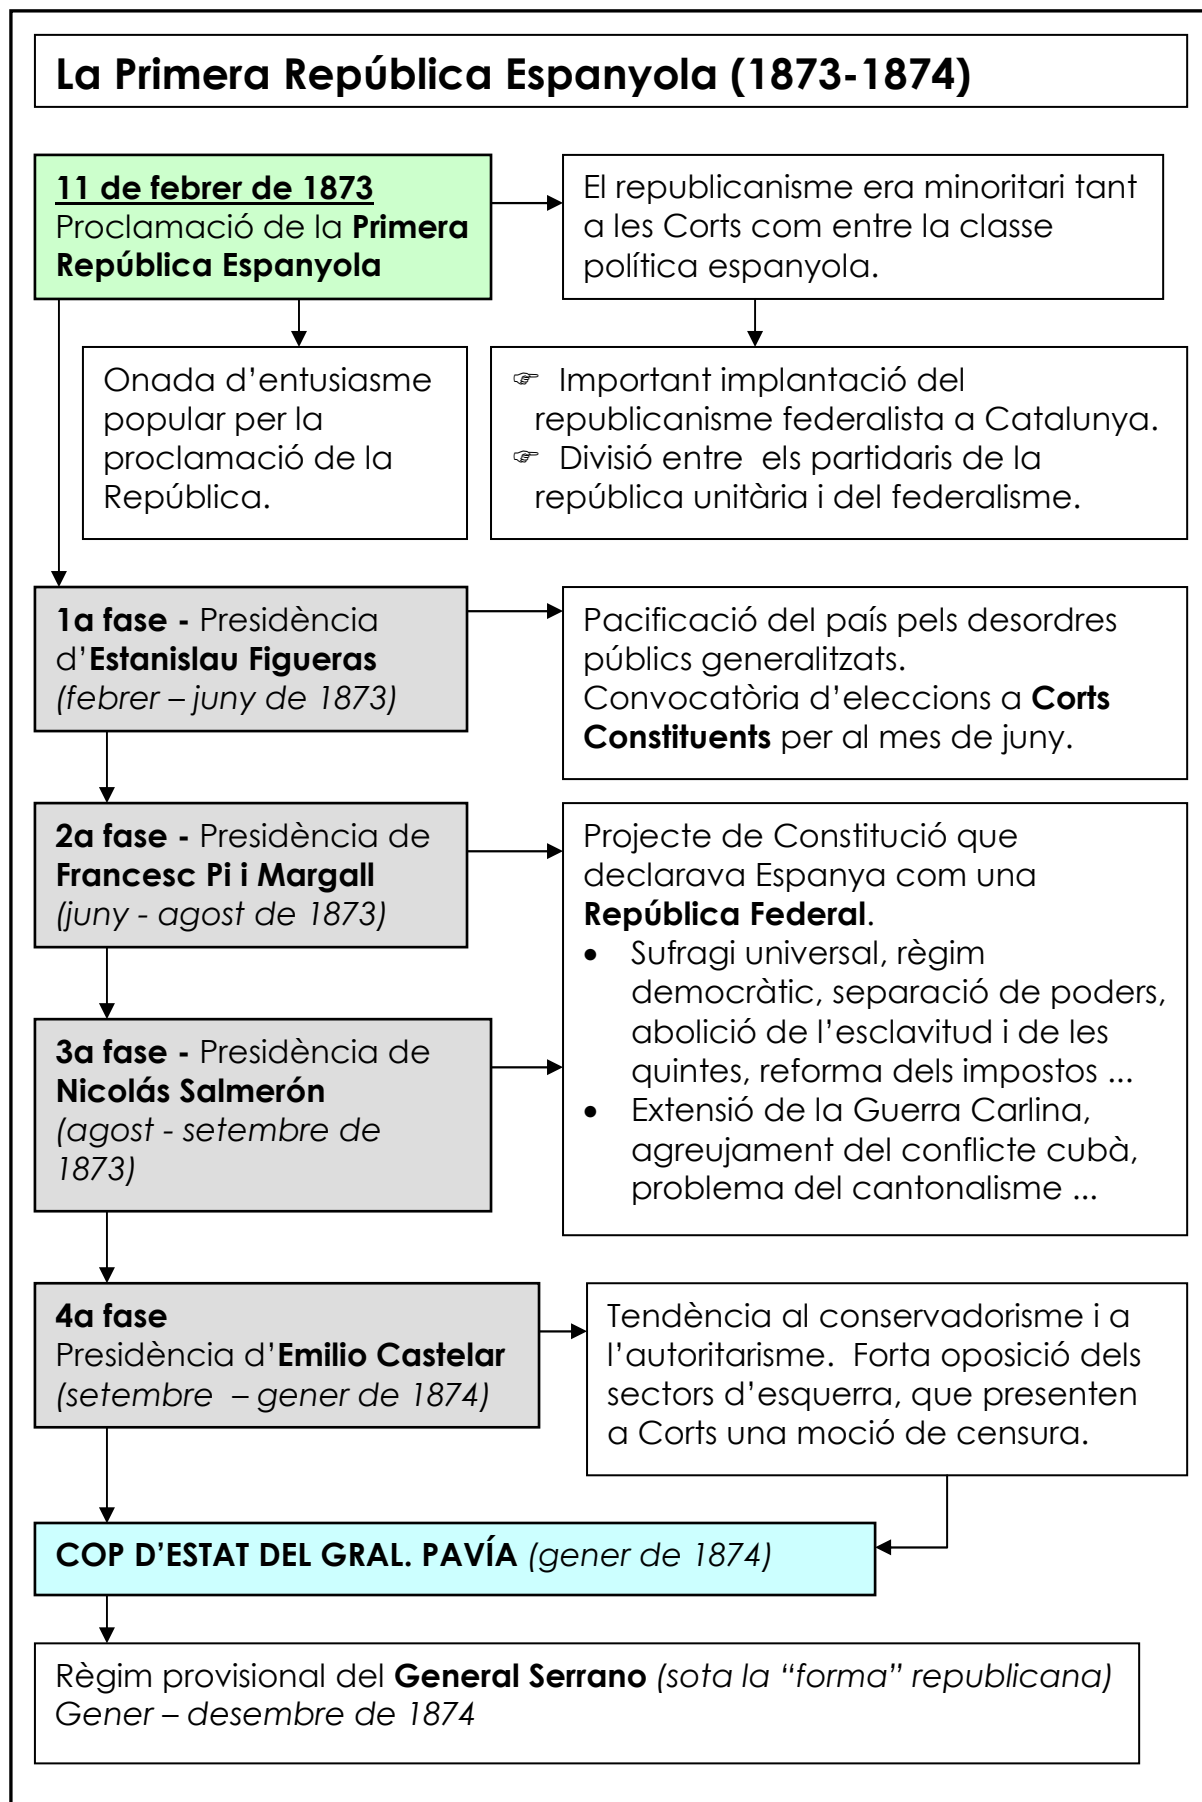 La Primera República Espanyola (1873-1874)
11 de febrer de 1873
Proclamació de la Primera
República Espanyola
El republicanisme era minoritari tant
a les Corts com entre la classe
política espanyola.
Onada d’entusiasme
popular per la
proclamació de la
República.
☞ Important implantació del
republicanisme federalista a Catalunya.
☞ Divisió entre  els partidaris de la
república unitària i del federalisme.
1a fase - Presidència
d’Estanislau Figueras
(febrer – juny de 1873)
Pacificació del país pels desordres
públics generalitzats.
Convocatòria d’eleccions a Corts
Constituents per al mes de juny.
2a fase - Presidència de
Francesc Pi i Margall
(juny - agost de 1873)
Projecte de Constitució que
declarava Espanya com una
República Federal.
• Sufragi universal, règim
democràtic, separació de poders,
abolició de l’esclavitud i de les
quintes, reforma dels impostos ...
• Extensió de la Guerra Carlina,
agreujament del conflicte cubà,
problema del cantonalisme ...
3a fase - Presidència de
Nicolás Salmerón
(agost - setembre de
1873)
4a fase
Presidència d’Emilio Castelar
(setembre  – gener de 1874)
Tendència al conservadorisme i a
l’autoritarisme.  Forta oposició dels
sectors d’esquerra, que presenten
a Corts una moció de censura.
COP D’ESTAT DEL GRAL. PAVÍA (gener de 1874)
Règim provisional del General Serrano (sota la “forma” republicana)
Gener – desembre de 1874